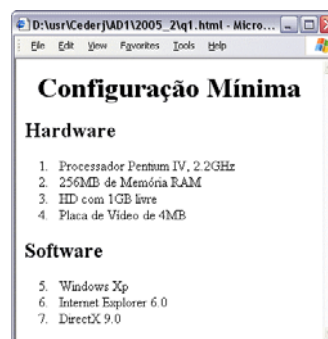 D:\usr\Cederj\AD1\2005_2\q1.html - Micro...
File Edit View Favorites Tools Help
Configuração Mínima
Hardware
1. Processador Pentium IV, 2.2GHz
2. 256MB de Memória RAM
3. HD com 1GB livre
4. Placa de Vídeo de 4MB
Software
5. Windows Xp
6. Internet Explorer 6.0
7. DirectX 9.0